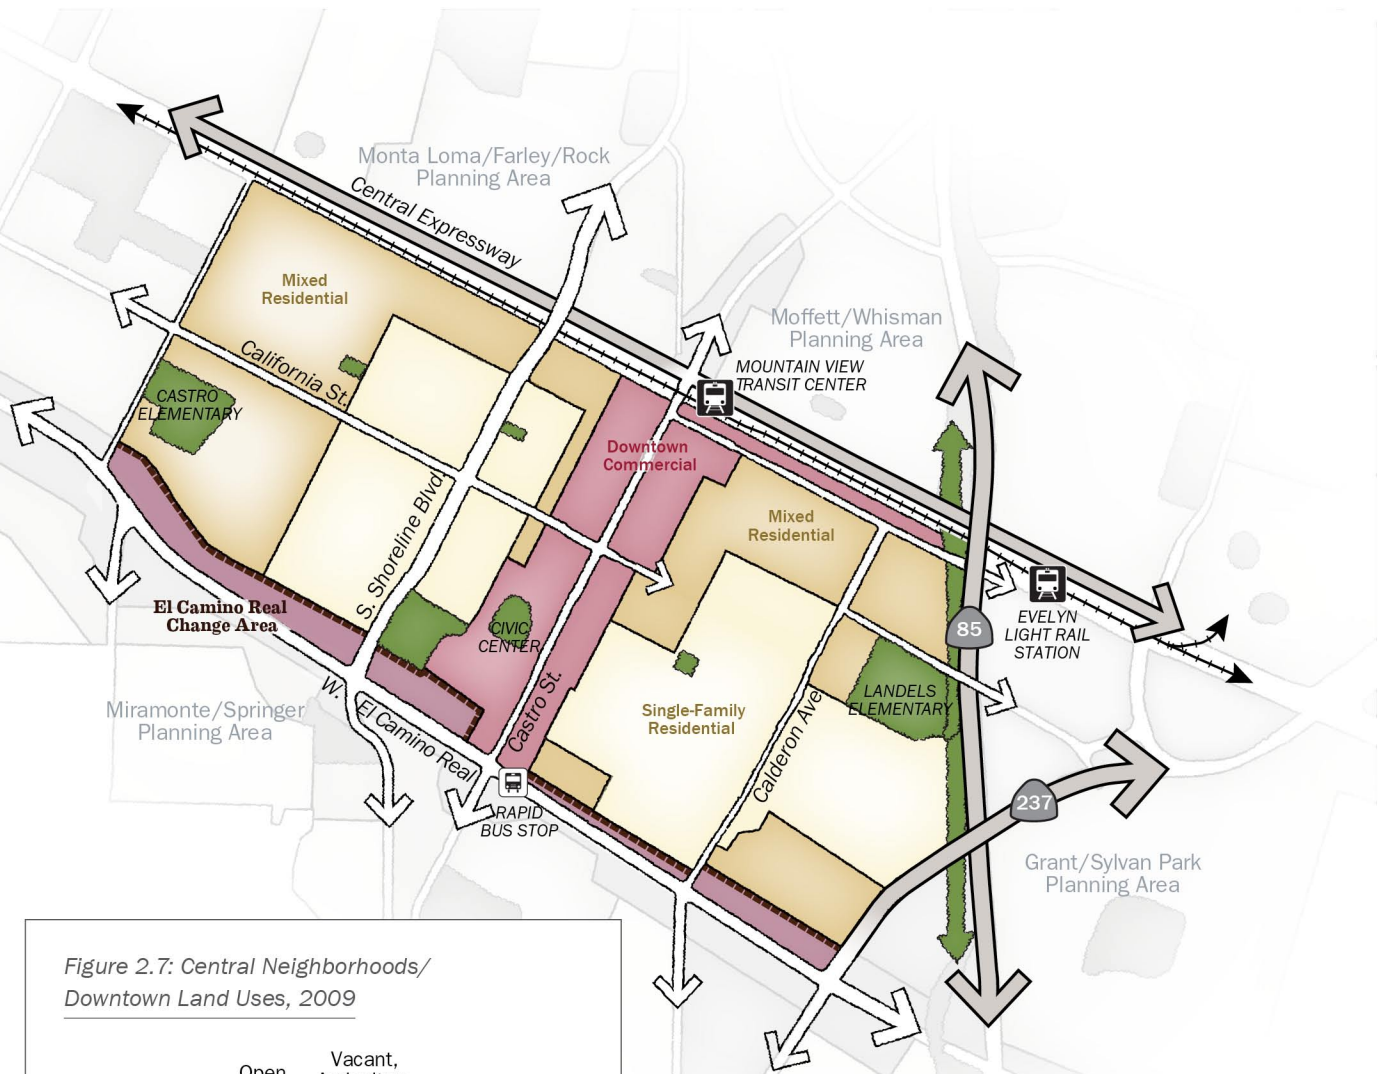 Monta Loma/Farley/Rock
Planning Area
Central Expressway
Mixed
Residential
Moffett/Whisman
Planning Area
MOUNTAIN VIEW
TRANSIT CENTER
California St.
CASTRO
ELEMENTARY
Downtown
Commercial
S. Shoreline Blvd.
Mixed
Residential
El Camino Real
Change Area
CIVIC
CENTER
85
EVELYN
LIGHT RAIL
STATION
Miramonte/Springer
Planning Area
W. El Camino Real
Castro St.
Single-Family
Residential
Calderon Ave
LANDELS
ELEMENTARY
RAPID
BUS STOP
237
Grant/Sylvan Park
Planning Area
Figure 2.7: Central Neighborhoods/
Downtown Land Uses, 2009
Vacant,
Open